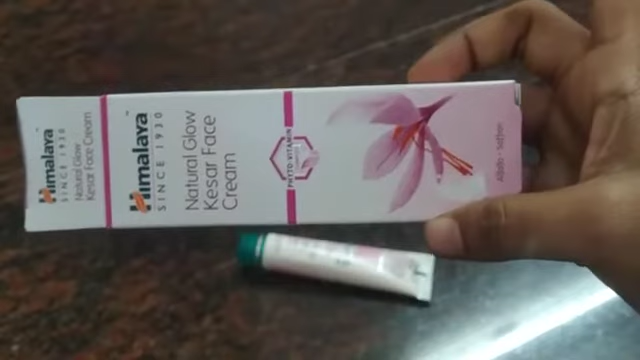 Himalaya
SINCE 1930
Natural Glow
Kesar Face Cream
Himalaya
SINCE 1930
Natural Glow
Kesar Face
Cream
PHYTO-VITAMIN
Alfalfa - Saffron